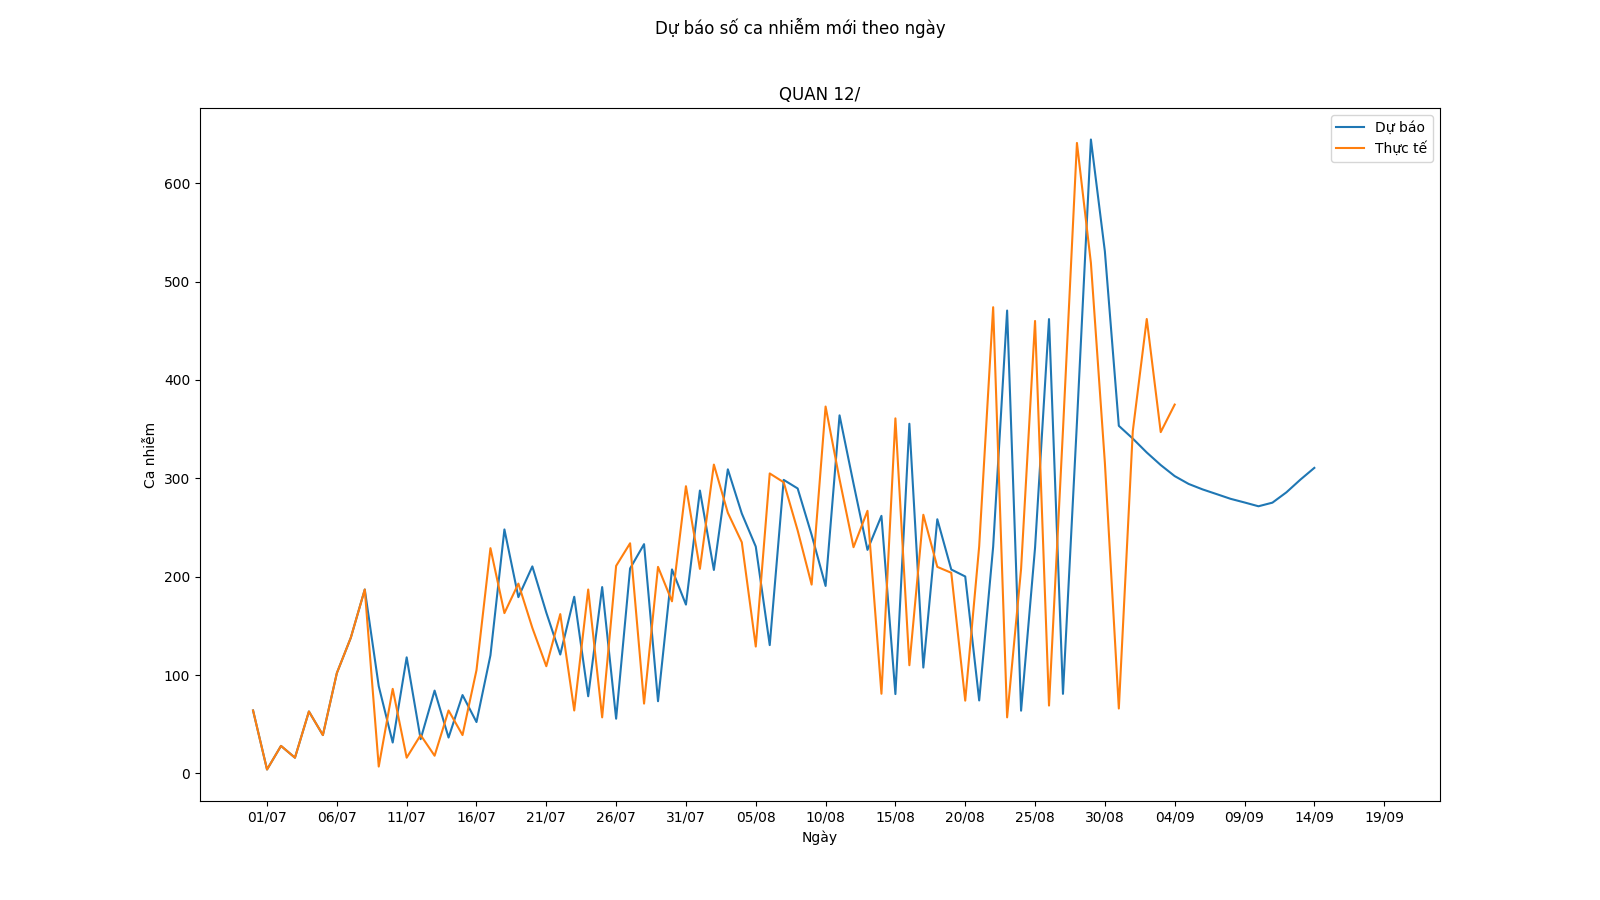 Dự báo số ca nhiễm mới theo ngày
QUAN 12/
Dự báo
Thực tế
600
500
400
300
200
100
0
Ca nhiễm
01/07 06/07 11/07 16/07 21/07 26/07 31/07 05/08 10/08 15/08 20/08 25/08 30/08 04/09 09/09 14/09 19/09
Ngày